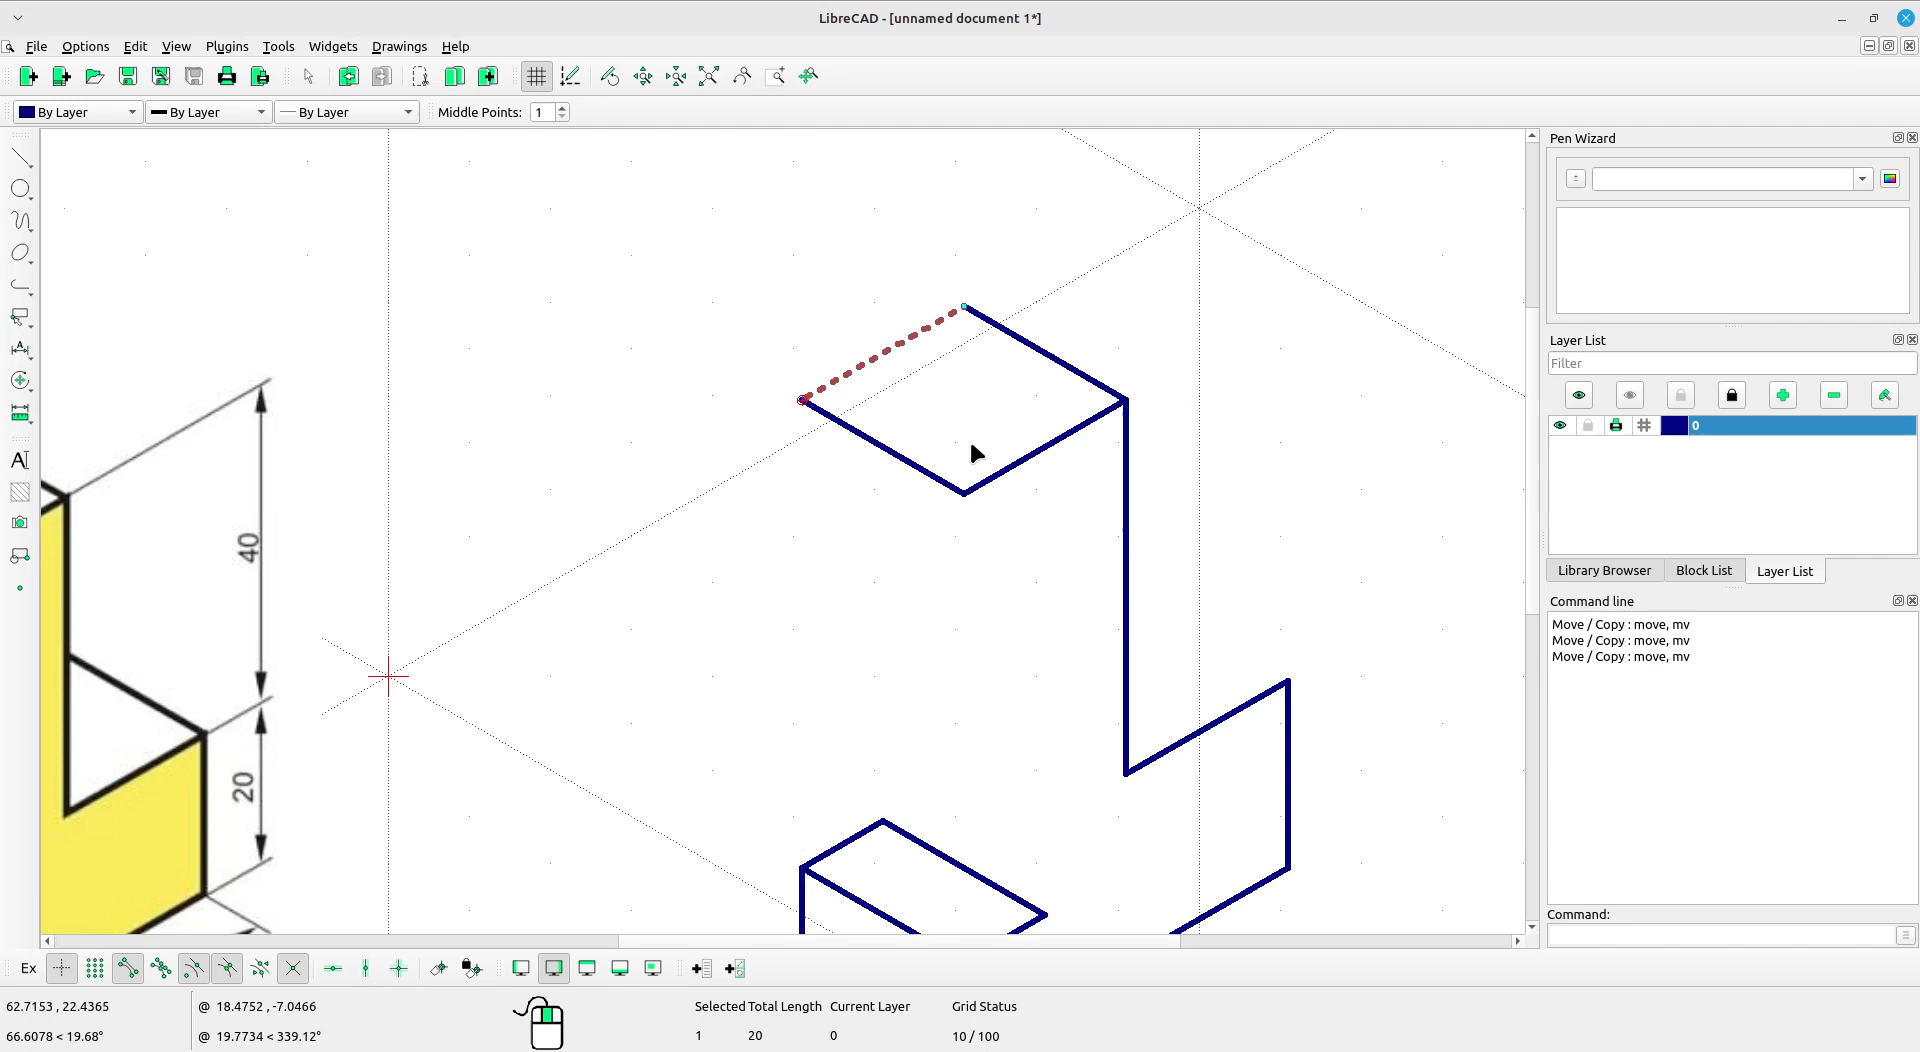 LibreCAD - [unnamed document 1*]
File Options Edit View Plugins Tools Widgets Drawings Help
By Layer By Layer By Layer Middle Points: 1
Pen Wizard
Layer List
Filter
0
40
20
Library Browser Block List Layer List
Command line
Move / Copy : move, mv
Move / Copy : move, mv
Move / Copy : move, mv
Command:
Ex
62.7153 , 22.4365 @ 18.4752 , -7.0466 Selected Total Length Current Layer Grid Status
66.6078 < 19.68° @ 19.7734 < 339.12° 1 20 0 10 / 100